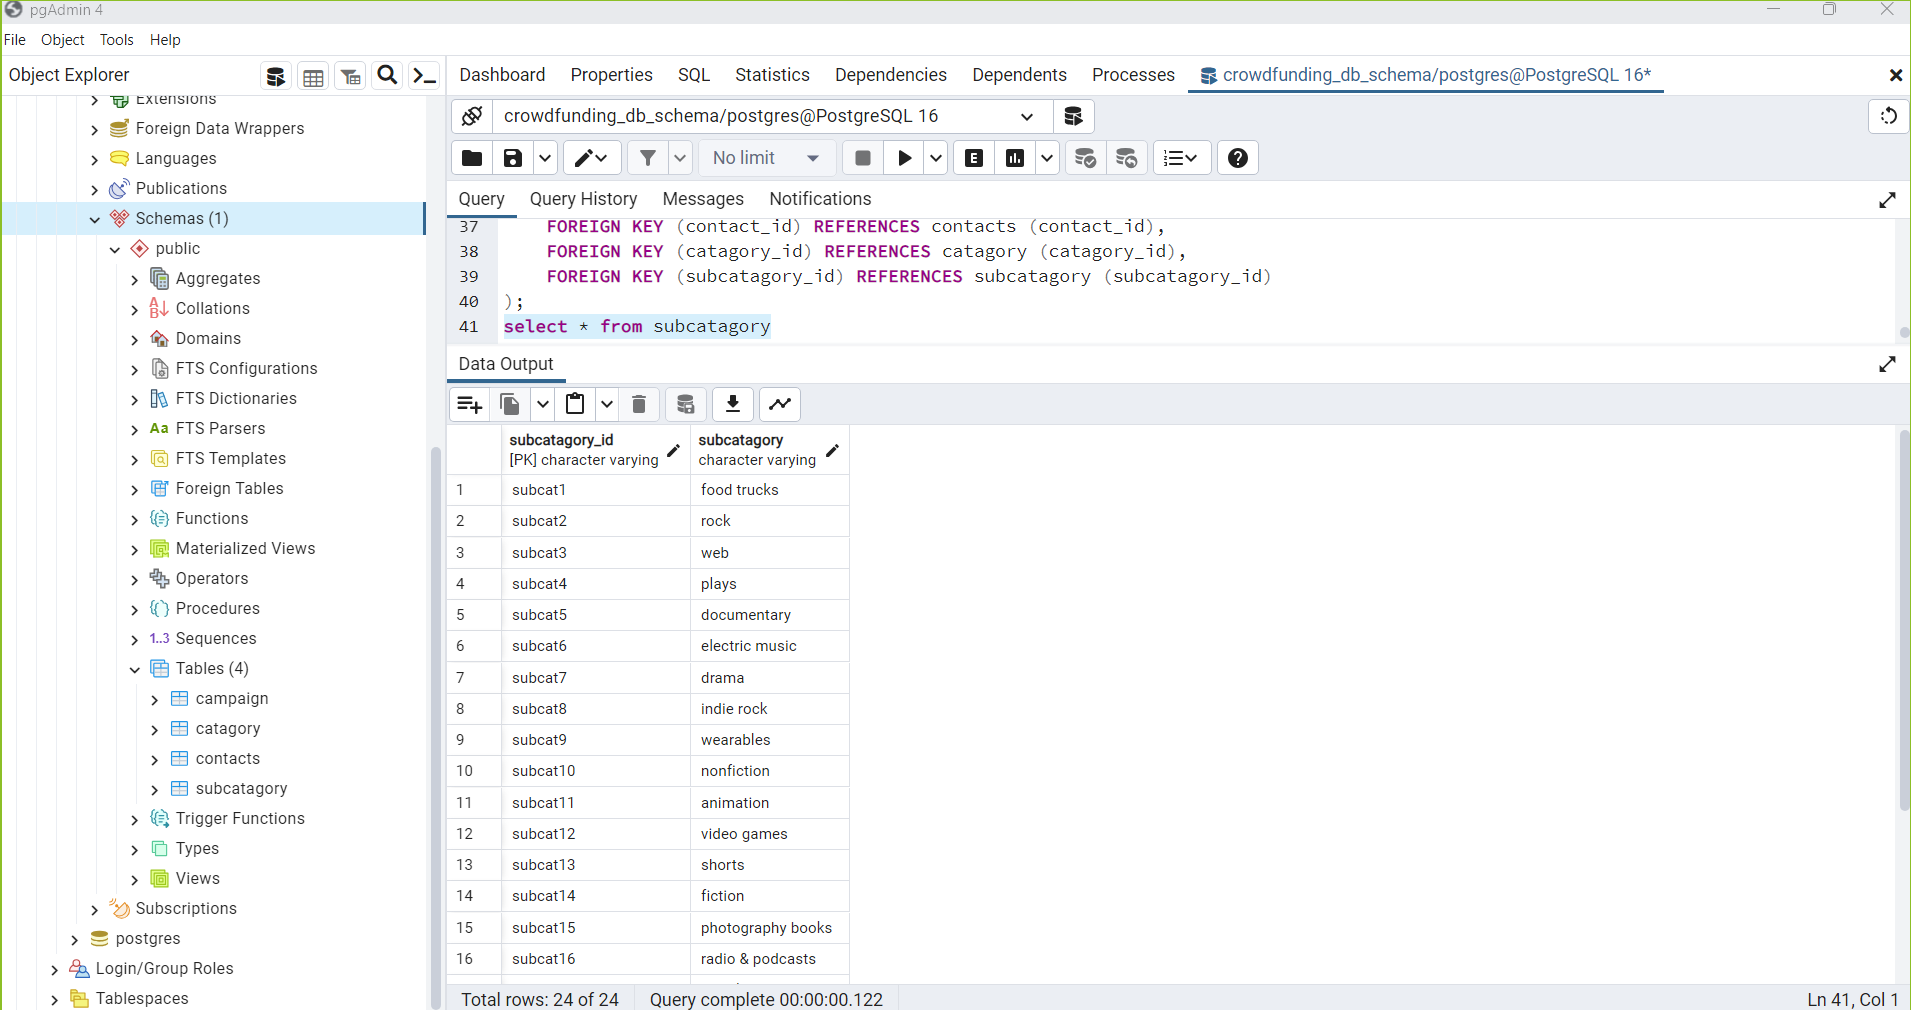 pgAdmin 4
File Object Tools Help
Object Explorer
Dashboard Properties SQL Statistics Dependencies Dependents Processes crowdfunding_db_schema/postgres@PostgreSQL 16*
Extensions
Foreign Data Wrappers
Languages
Publications
Schemas (1)
public
Aggregates
Collations
Domains
FTS Configurations
FTS Dictionaries
Aa FTS Parsers
FTS Templates
Foreign Tables
Functions
Materialized Views
Operators
Procedures
1..3 Sequences
Tables (4)
campaign
catagory
contacts
subcatagory
Trigger Functions
Types
Views
Subscriptions
postgres
Login/Group Roles
Tablespaces
crowdfunding_db_schema/postgres@PostgreSQL 16
No limit
E
Query Query History Messages Notifications
37 FOREIGN KEY (contact_id) REFERENCES contacts (contact_id),
38 FOREIGN KEY (catagory_id) REFERENCES catagory (catagory_id),
39 FOREIGN KEY (subcatagory_id) REFERENCES subcatagory (subcatagory_id)
40 );
41 select * from subcatagory
Data Output
subcatagory_id subcatagory
[PK] character varying character varying
1 subcat1 food trucks
2 subcat2 rock
3 subcat3 web
4 subcat4 plays
5 subcat5 documentary
6 subcat6 electric music
7 subcat7 drama
8 subcat8 indie rock
9 subcat9 wearables
10 subcat10 nonfiction
11 subcat11 animation
12 subcat12 video games
13 subcat13 shorts
14 subcat14 fiction
15 subcat15 photography books
16 subcat16 radio & podcasts
Total rows: 24 of 24 Query complete 00:00:00.122 Ln 41, Col 1